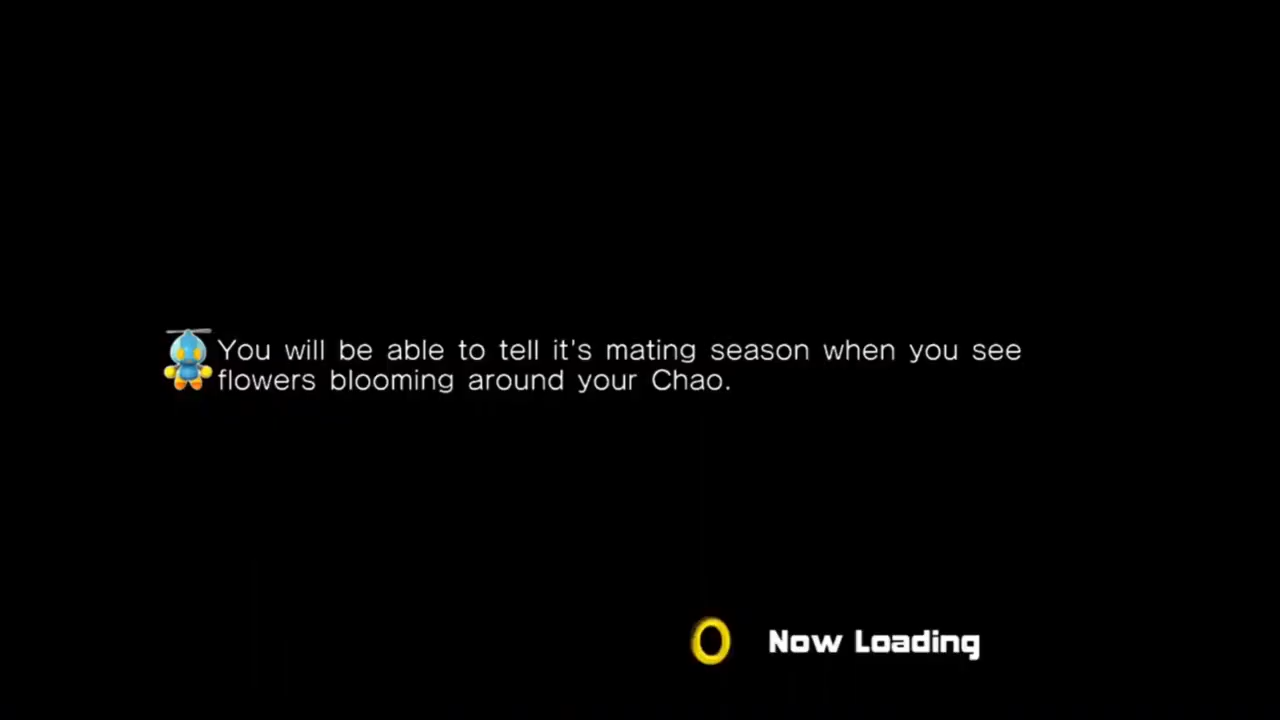 You will be able to tell it's mating season when you see
flowers blooming around your Chao.
Now Loading